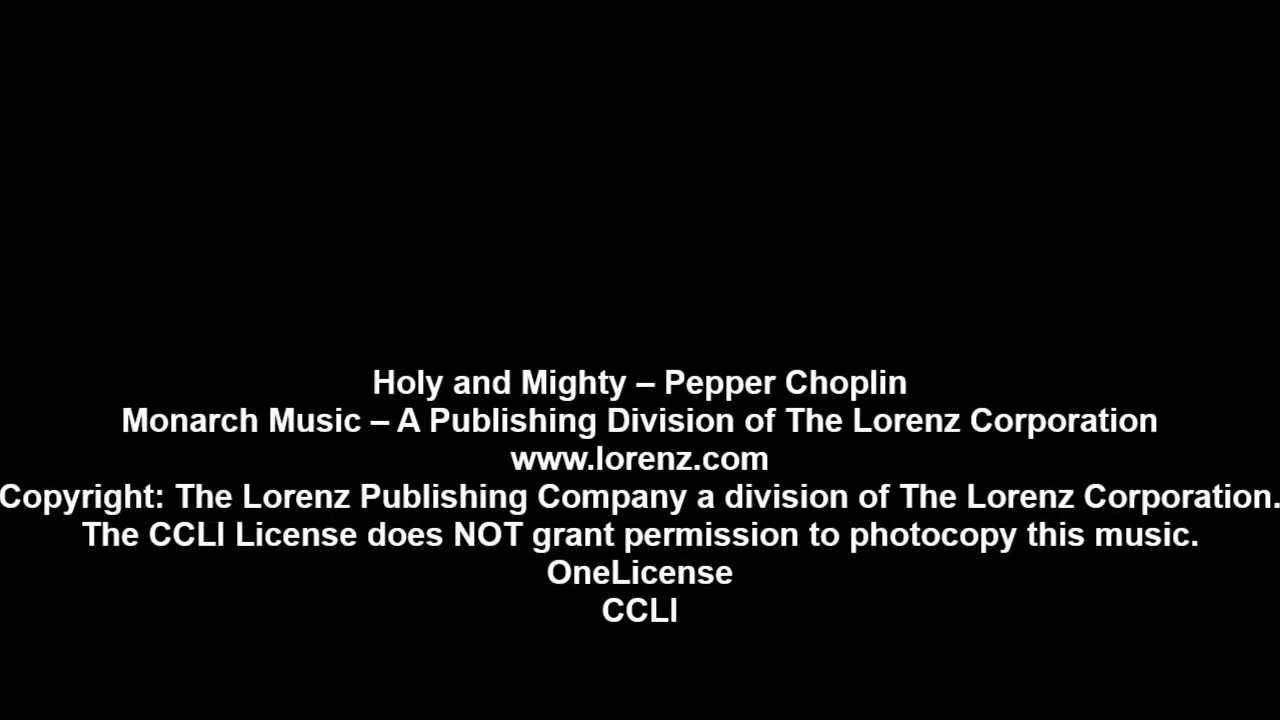 Holy and Mighty – Pepper Choplin
Monarch Music – A Publishing Division of The Lorenz Corporation
www.lorenz.com
Copyright: The Lorenz Publishing Company a division of The Lorenz Corporation.
The CCLI License does NOT grant permission to photocopy this music.
OneLicense
CCLI